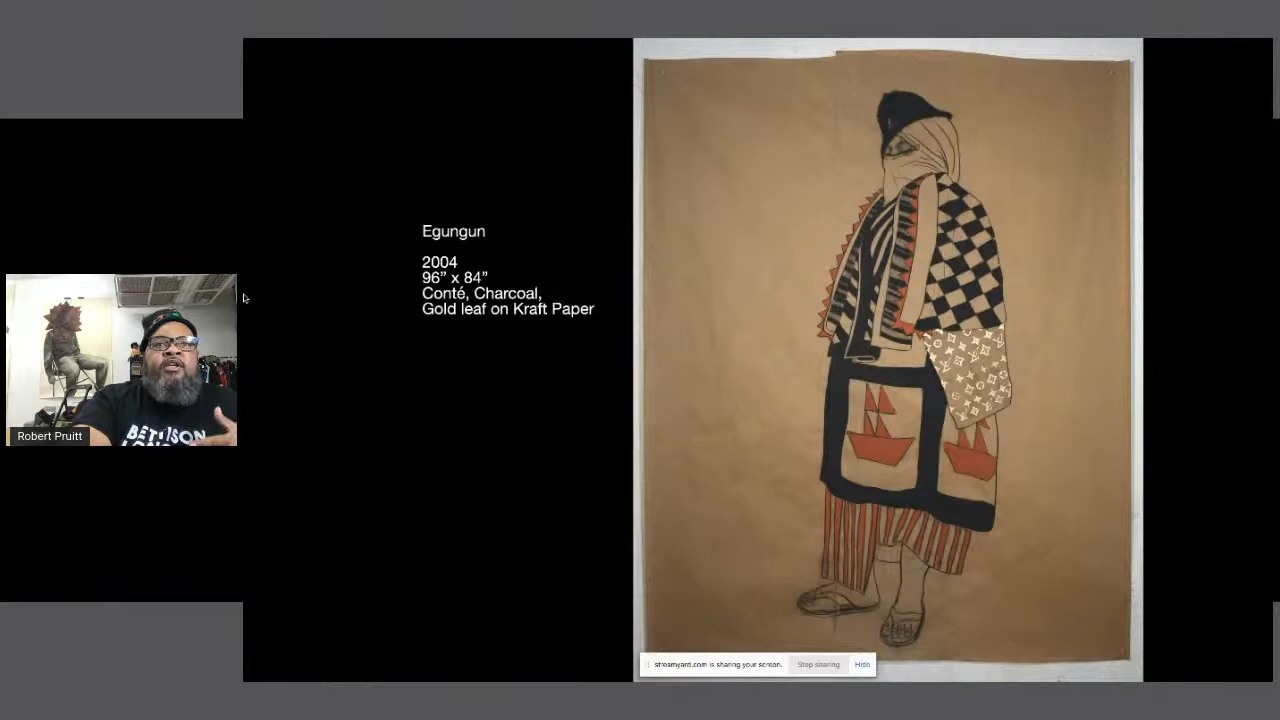 Egungun
2004
96” x 84”
Conté, Charcoal,
Gold leaf on Kraft Paper
Robert Pruitt
streamyard.com is sharing your screen.
Stop sharing
Hide